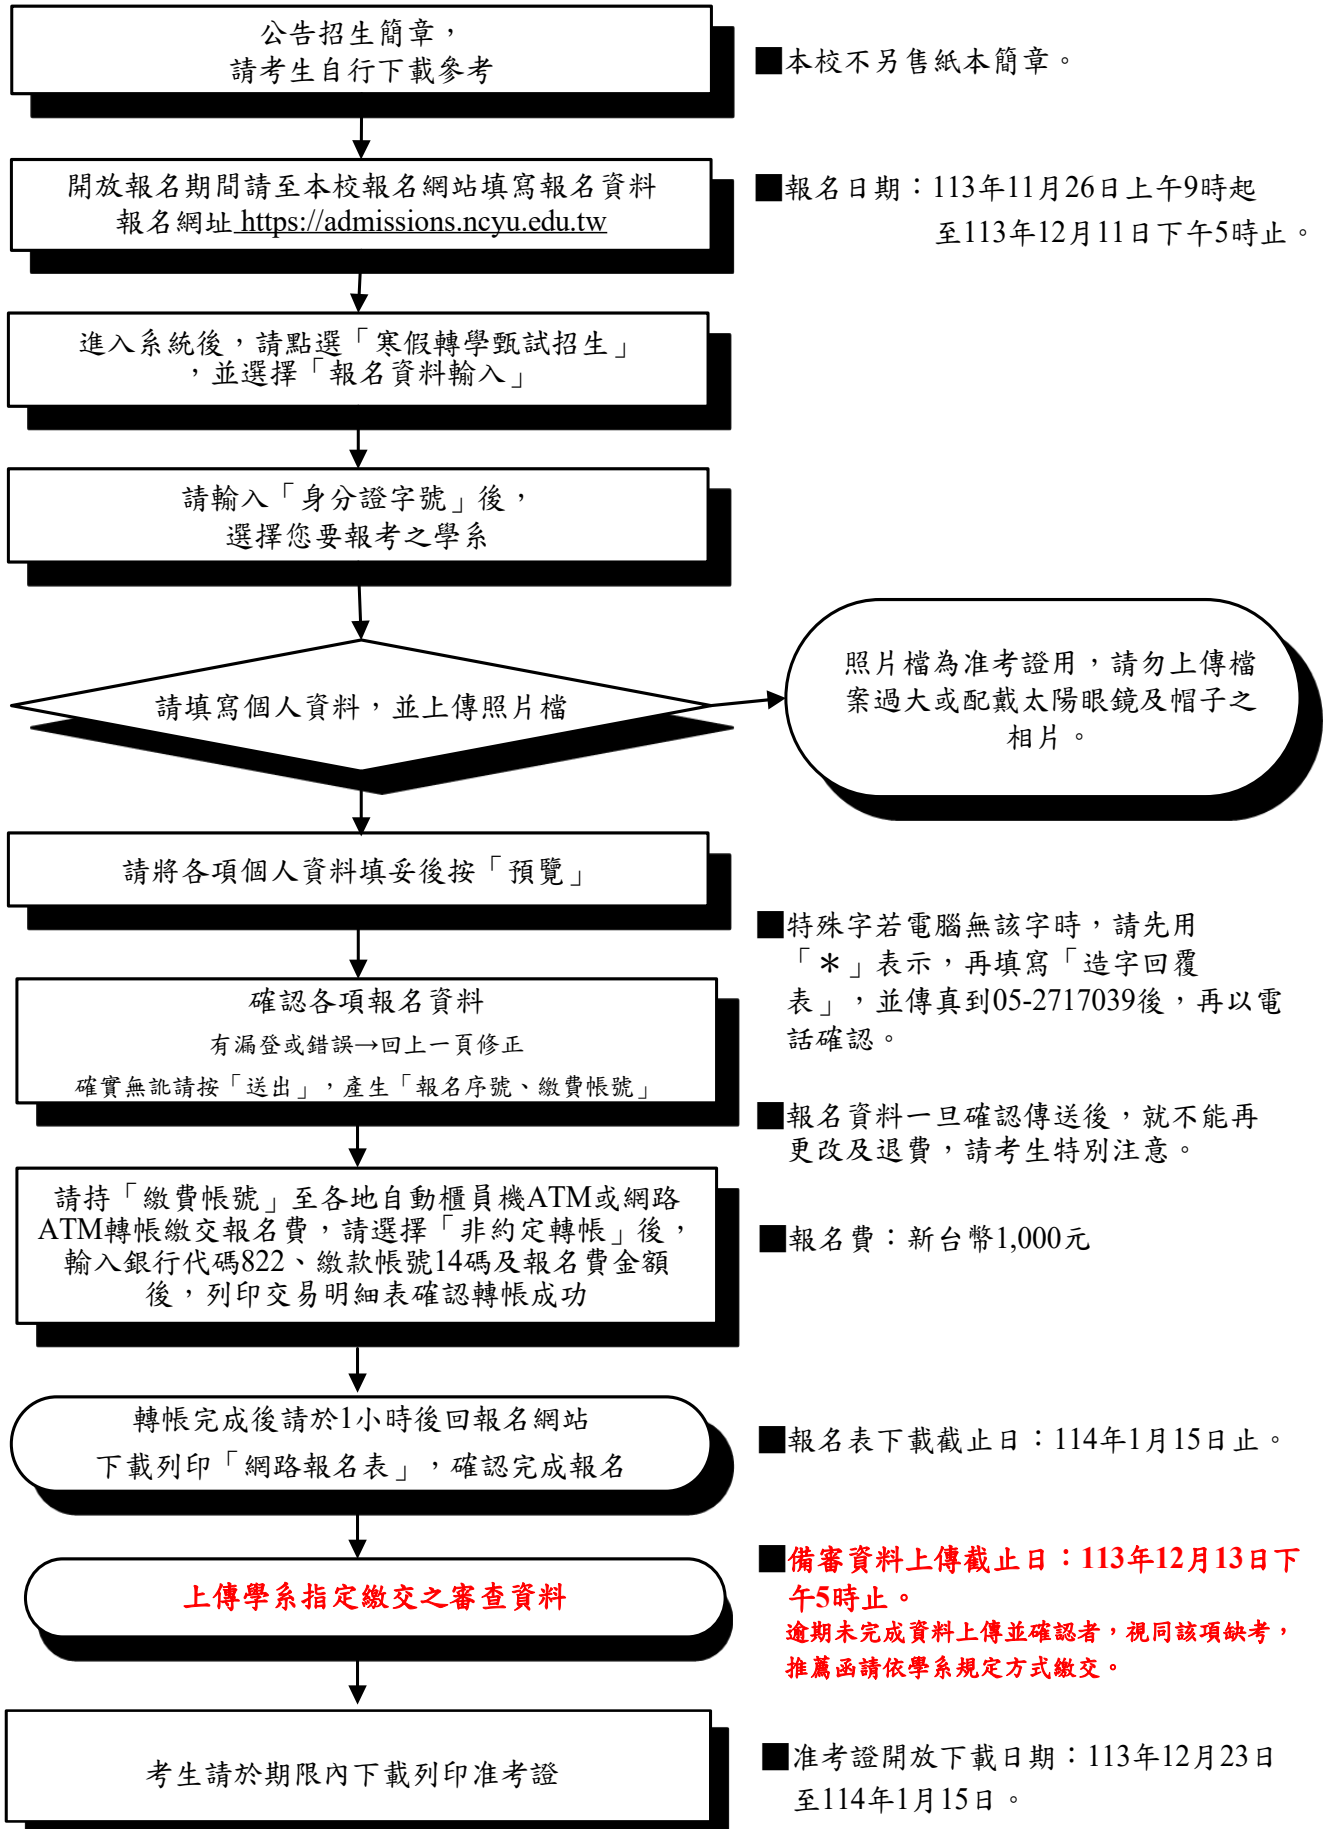 公告招生簡章，
請考生自行下載參考
■本校不另售紙本簡章。
開放報名期間請至本校報名網站填寫報名資料
報名網址 https://admissions.ncyu.edu.tw
■報名日期：113年11月26日上午9時起
至113年12月11日下午5時止。
進入系統後，請點選「寒假轉學甄試招生」
，並選擇「報名資料輸入」
請輸入「身分證字號」後，
選擇您要報考之學系
請填寫個人資料，並上傳照片檔
照片檔為准考證用，請勿上傳檔
案過大或配戴太陽眼鏡及帽子之
相片。
請將各項個人資料填妥後按「預覽」
■特殊字若電腦無該字時，請先用
「＊」表示，再填寫「造字回覆
表」，並傳真到05-2717039後，再以電
話確認。
確認各項報名資料
有漏登或錯誤→回上一頁修正
確實無訛請按「送出」，產生「報名序號、繳費帳號」
■報名資料一旦確認傳送後，就不能再
更改及退費，請考生特別注意。
請持「繳費帳號」至各地自動櫃員機ATM或網路
ATM轉帳繳交報名費，請選擇「非約定轉帳」後，
輸入銀行代碼822、繳款帳號14碼及報名費金額
後，列印交易明細表確認轉帳成功
■報名費：新台幣1,000元
轉帳完成後請於1小時後回報名網站
下載列印「網路報名表」，確認完成報名
■報名表下載截止日：114年1月15日止。
上傳學系指定繳交之審查資料
■備審資料上傳截止日：113年12月13日下
午5時止。
逾期未完成資料上傳並確認者，視同該項缺考，
推薦函請依學系規定方式繳交。
考生請於期限內下載列印准考證
■准考證開放下載日期：113年12月23日
至114年1月15日。